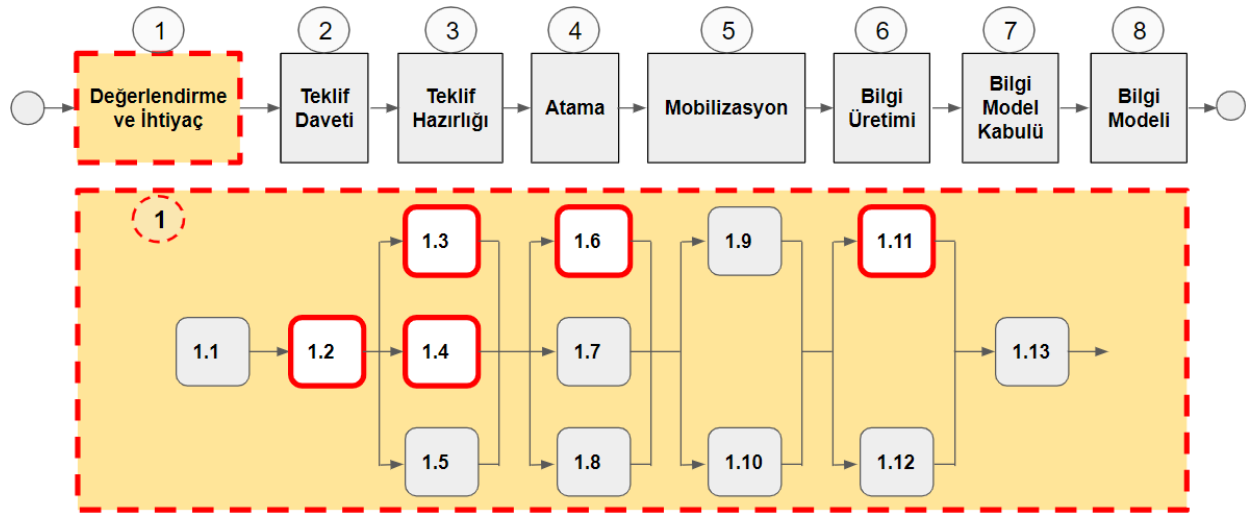 1
2
3
4
5
6
7
8
Değerlendirme
ve İhtiyaç
Teklif
Daveti
Teklif
Hazırlığı
Atama
Mobilizasyon
Bilgi
Üretimi
Bilgi
Model
Kabulü
Bilgi
Modeli
1
1.1
1.2
1.3
1.4
1.5
1.6
1.7
1.8
1.9
1.10
1.11
1.12
1.13